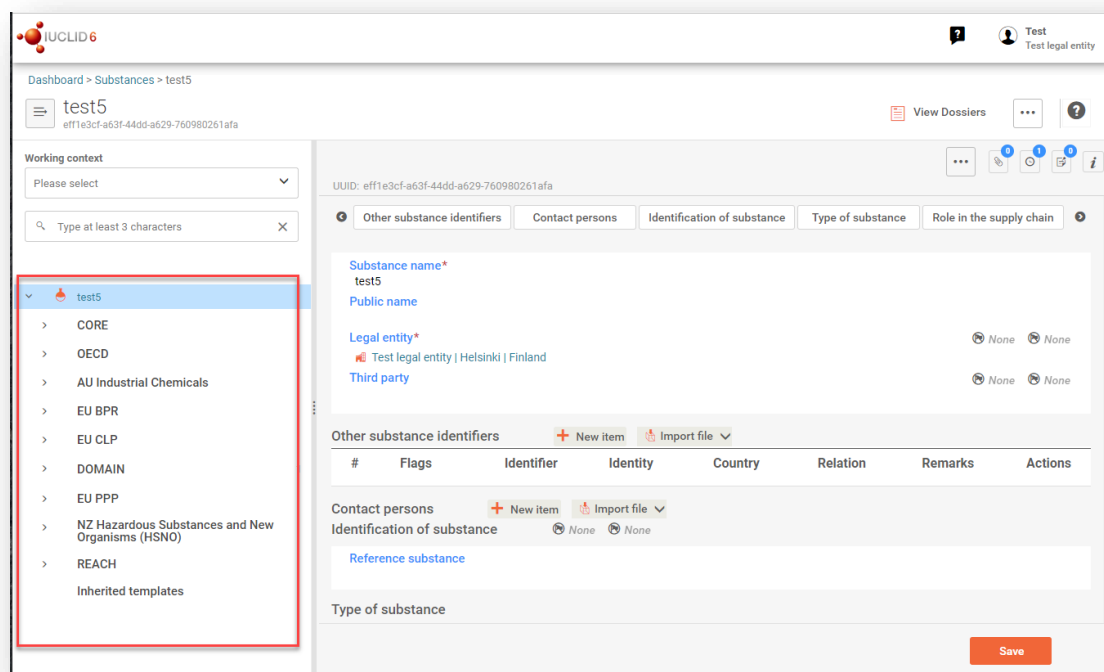 IUCLID 6
?
Test
Test legal entity
Dashboard > Substances > test5
test5
eff1e3cf-a63f-44dd-a629-760980261afa
View Dossiers
?
Working context
Please select
Type at least 3 characters
0
1
0
i
UUID: eff1e3cf-a63f-44dd-a629-760980261afa
Other substance identifiers
Contact persons
Identification of substance
Type of substance
Role in the supply chain
test5
CORE
OECD
AU Industrial Chemicals
EU BPR
EU CLP
DOMAIN
EU PPP
NZ Hazardous Substances and New
Organisms (HSNO)
REACH
Inherited templates
Substance name*
test5
Public name
Legal entity*
None None
Test legal entity | Helsinki | Finland
Third party
None None
Other substance identifiers New item Import file
# Flags Identifier Identity Country Relation Remarks Actions
Contact persons New item Import file
Identification of substance None None
Reference substance
Type of substance
Save